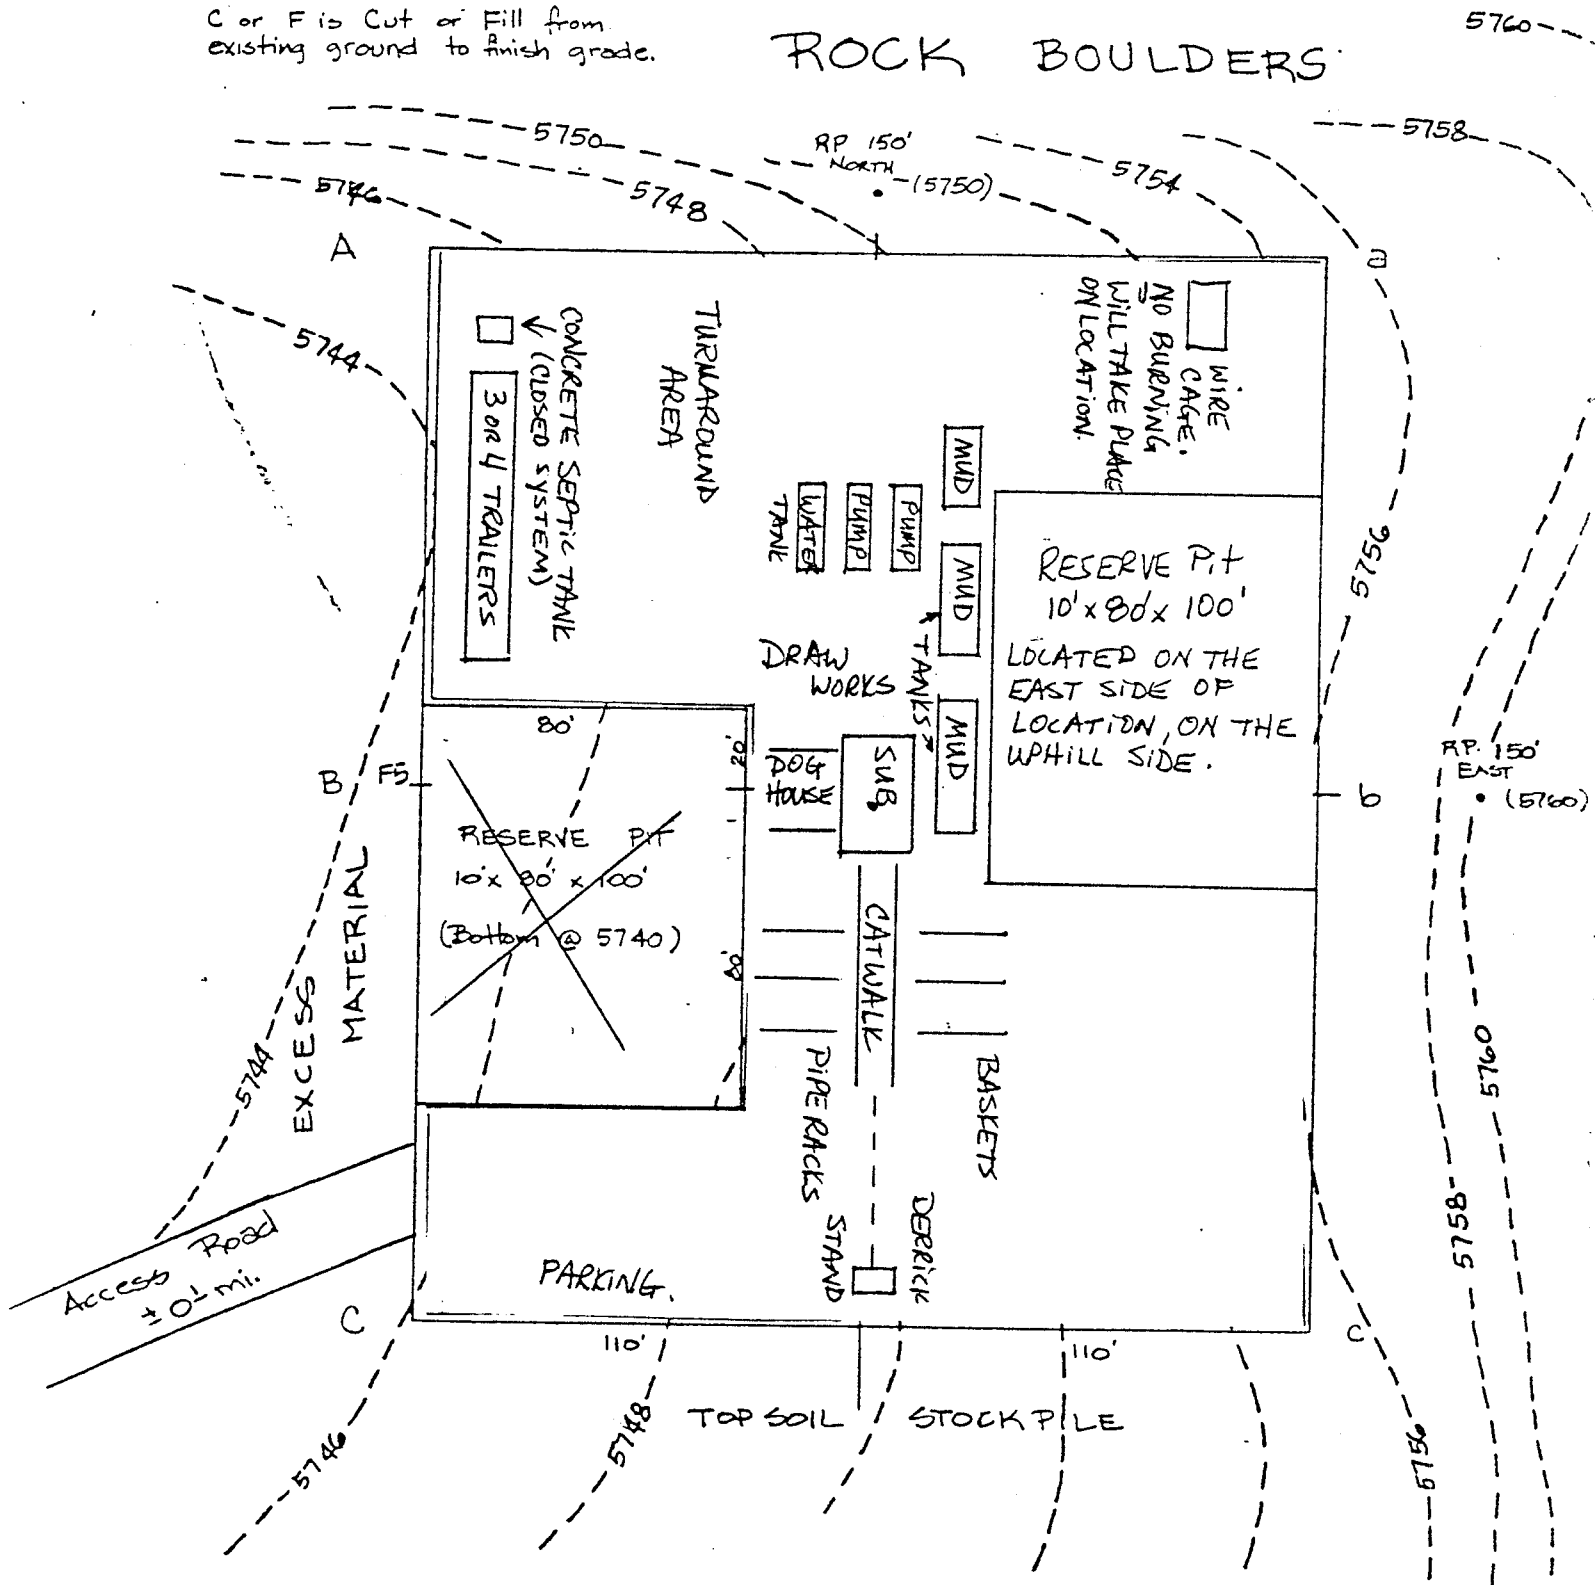 C or F is Cut or Fill from
existing ground to finish grade.
ROCK BOULDERS
5760
5750
RP 150'
NORTH
(5750)
5754
5758
5746
5748
A
a
5744
CONCRETE SEPTIC TANK
(CLOSED SYSTEM)
3 OR 4 TRAILERS
TURNAROUND
AREA
WIRE
CAGE.
NO BURNING
WILL TAKE PLACE
ON LOCATION.
MUD
PUMP
PUMP
WATER
TANK
MUD
TANKS
MUD
DRAW
WORKS
5756
RESERVE Pit
10' x 80' x 100'
LOCATED ON THE
EAST SIDE OF
LOCATION, ON THE
UPHILL SIDE.
80'
20'
DOG
HOUSE
SUB
B
F5
b
RP. 150'
EAST
(5760)
RESERVE PIT
10' x 80' x 100'
(Bottom @ 5740)
80'
EXCESS
MATERIAL
CATWALK
5744
PIPE RACKS
BASKETS
5760
5758
Access Road
± 0.1 mi.
PARKING.
STAND
DERRICK
C
110'
110'
C
5746
5748
TOP SOIL STOCKPILE
5756